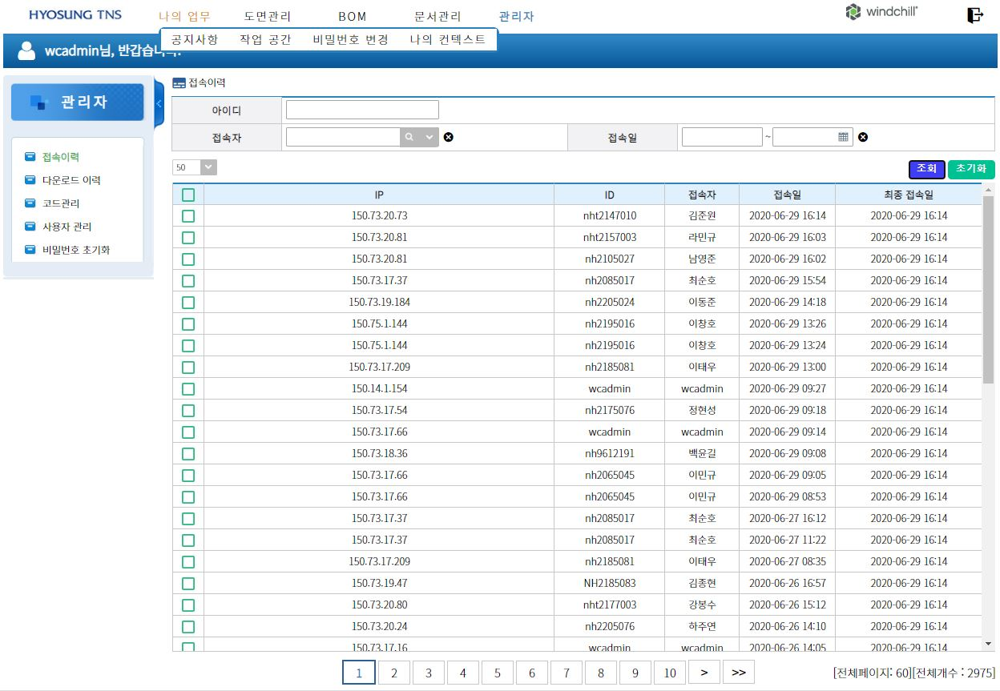 HYOSUNG TNS 나의 업무 도면관리 BOM 문서관리 관리자 windchill
공지사항 작업 공간 비밀번호 변경 나의 컨텍스트
wcadmin님, 반갑습니다.
관리자
접속이력
다운로드 이력
코드관리
사용자 관리
비밀번호 초기화
접속이력
아이디
접속자 접속일 ~
50 조회 초기화
IP ID 접속자 접속일 최종 접속일
150.73.20.73 nht2147010 김준원 2020-06-29 16:14 2020-06-29 16:14
150.73.20.81 nht2157003 라민규 2020-06-29 16:03 2020-06-29 16:14
150.73.20.81 nh2105027 남영준 2020-06-29 16:02 2020-06-29 16:14
150.73.17.37 nh2085017 최순호 2020-06-29 15:54 2020-06-29 16:14
150.73.19.184 nh2205024 이동준 2020-06-29 14:18 2020-06-29 16:14
150.75.1.144 nh2195016 이창호 2020-06-29 13:26 2020-06-29 16:14
150.75.1.144 nh2195016 이창호 2020-06-29 13:24 2020-06-29 16:14
150.73.17.209 nh2185081 이태우 2020-06-29 13:00 2020-06-29 16:14
150.14.1.154 wcadmin wcadmin 2020-06-29 09:27 2020-06-29 16:14
150.73.17.54 nh2175076 정현성 2020-06-29 09:18 2020-06-29 16:14
150.73.17.66 wcadmin wcadmin 2020-06-29 09:14 2020-06-29 16:14
150.73.18.36 nh9612191 백윤길 2020-06-29 09:08 2020-06-29 16:14
150.73.17.66 nh2065045 이민규 2020-06-29 09:05 2020-06-29 16:14
150.73.17.66 nh2065045 이민규 2020-06-29 08:53 2020-06-29 16:14
150.73.17.37 nh2085017 최순호 2020-06-27 16:12 2020-06-29 16:14
150.73.17.37 nh2085017 최순호 2020-06-27 11:22 2020-06-29 16:14
150.73.17.209 nh2185081 이태우 2020-06-27 08:35 2020-06-29 16:14
150.73.19.47 NH2185083 김종현 2020-06-26 16:57 2020-06-29 16:14
150.73.20.80 nht2177003 강봉수 2020-06-26 15:12 2020-06-29 16:14
150.73.20.24 nh2205076 하주연 2020-06-26 14:10 2020-06-29 16:14
150.73.17.16 wcadmin wcadmin 2020-06-26 14:05 2020-06-29 16:14
1 2 3 4 5 6 7 8 9 10 > >> [전체페이지: 60][전체개수 : 2975]